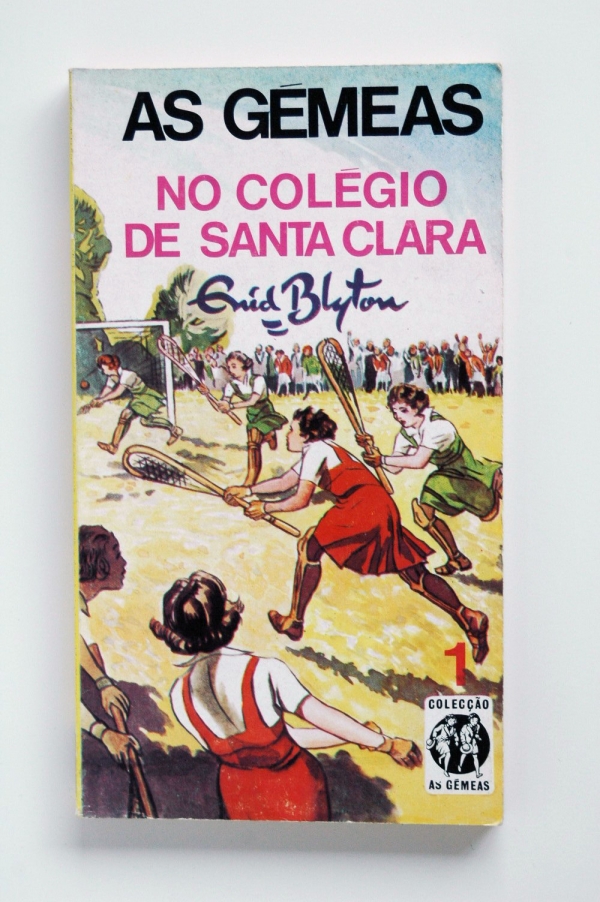 AS GÉMEAS
NO COLÉGIO
DE SANTA CLARA
Enid Blyton
1
COLECÇÃO
AS GÉMEAS